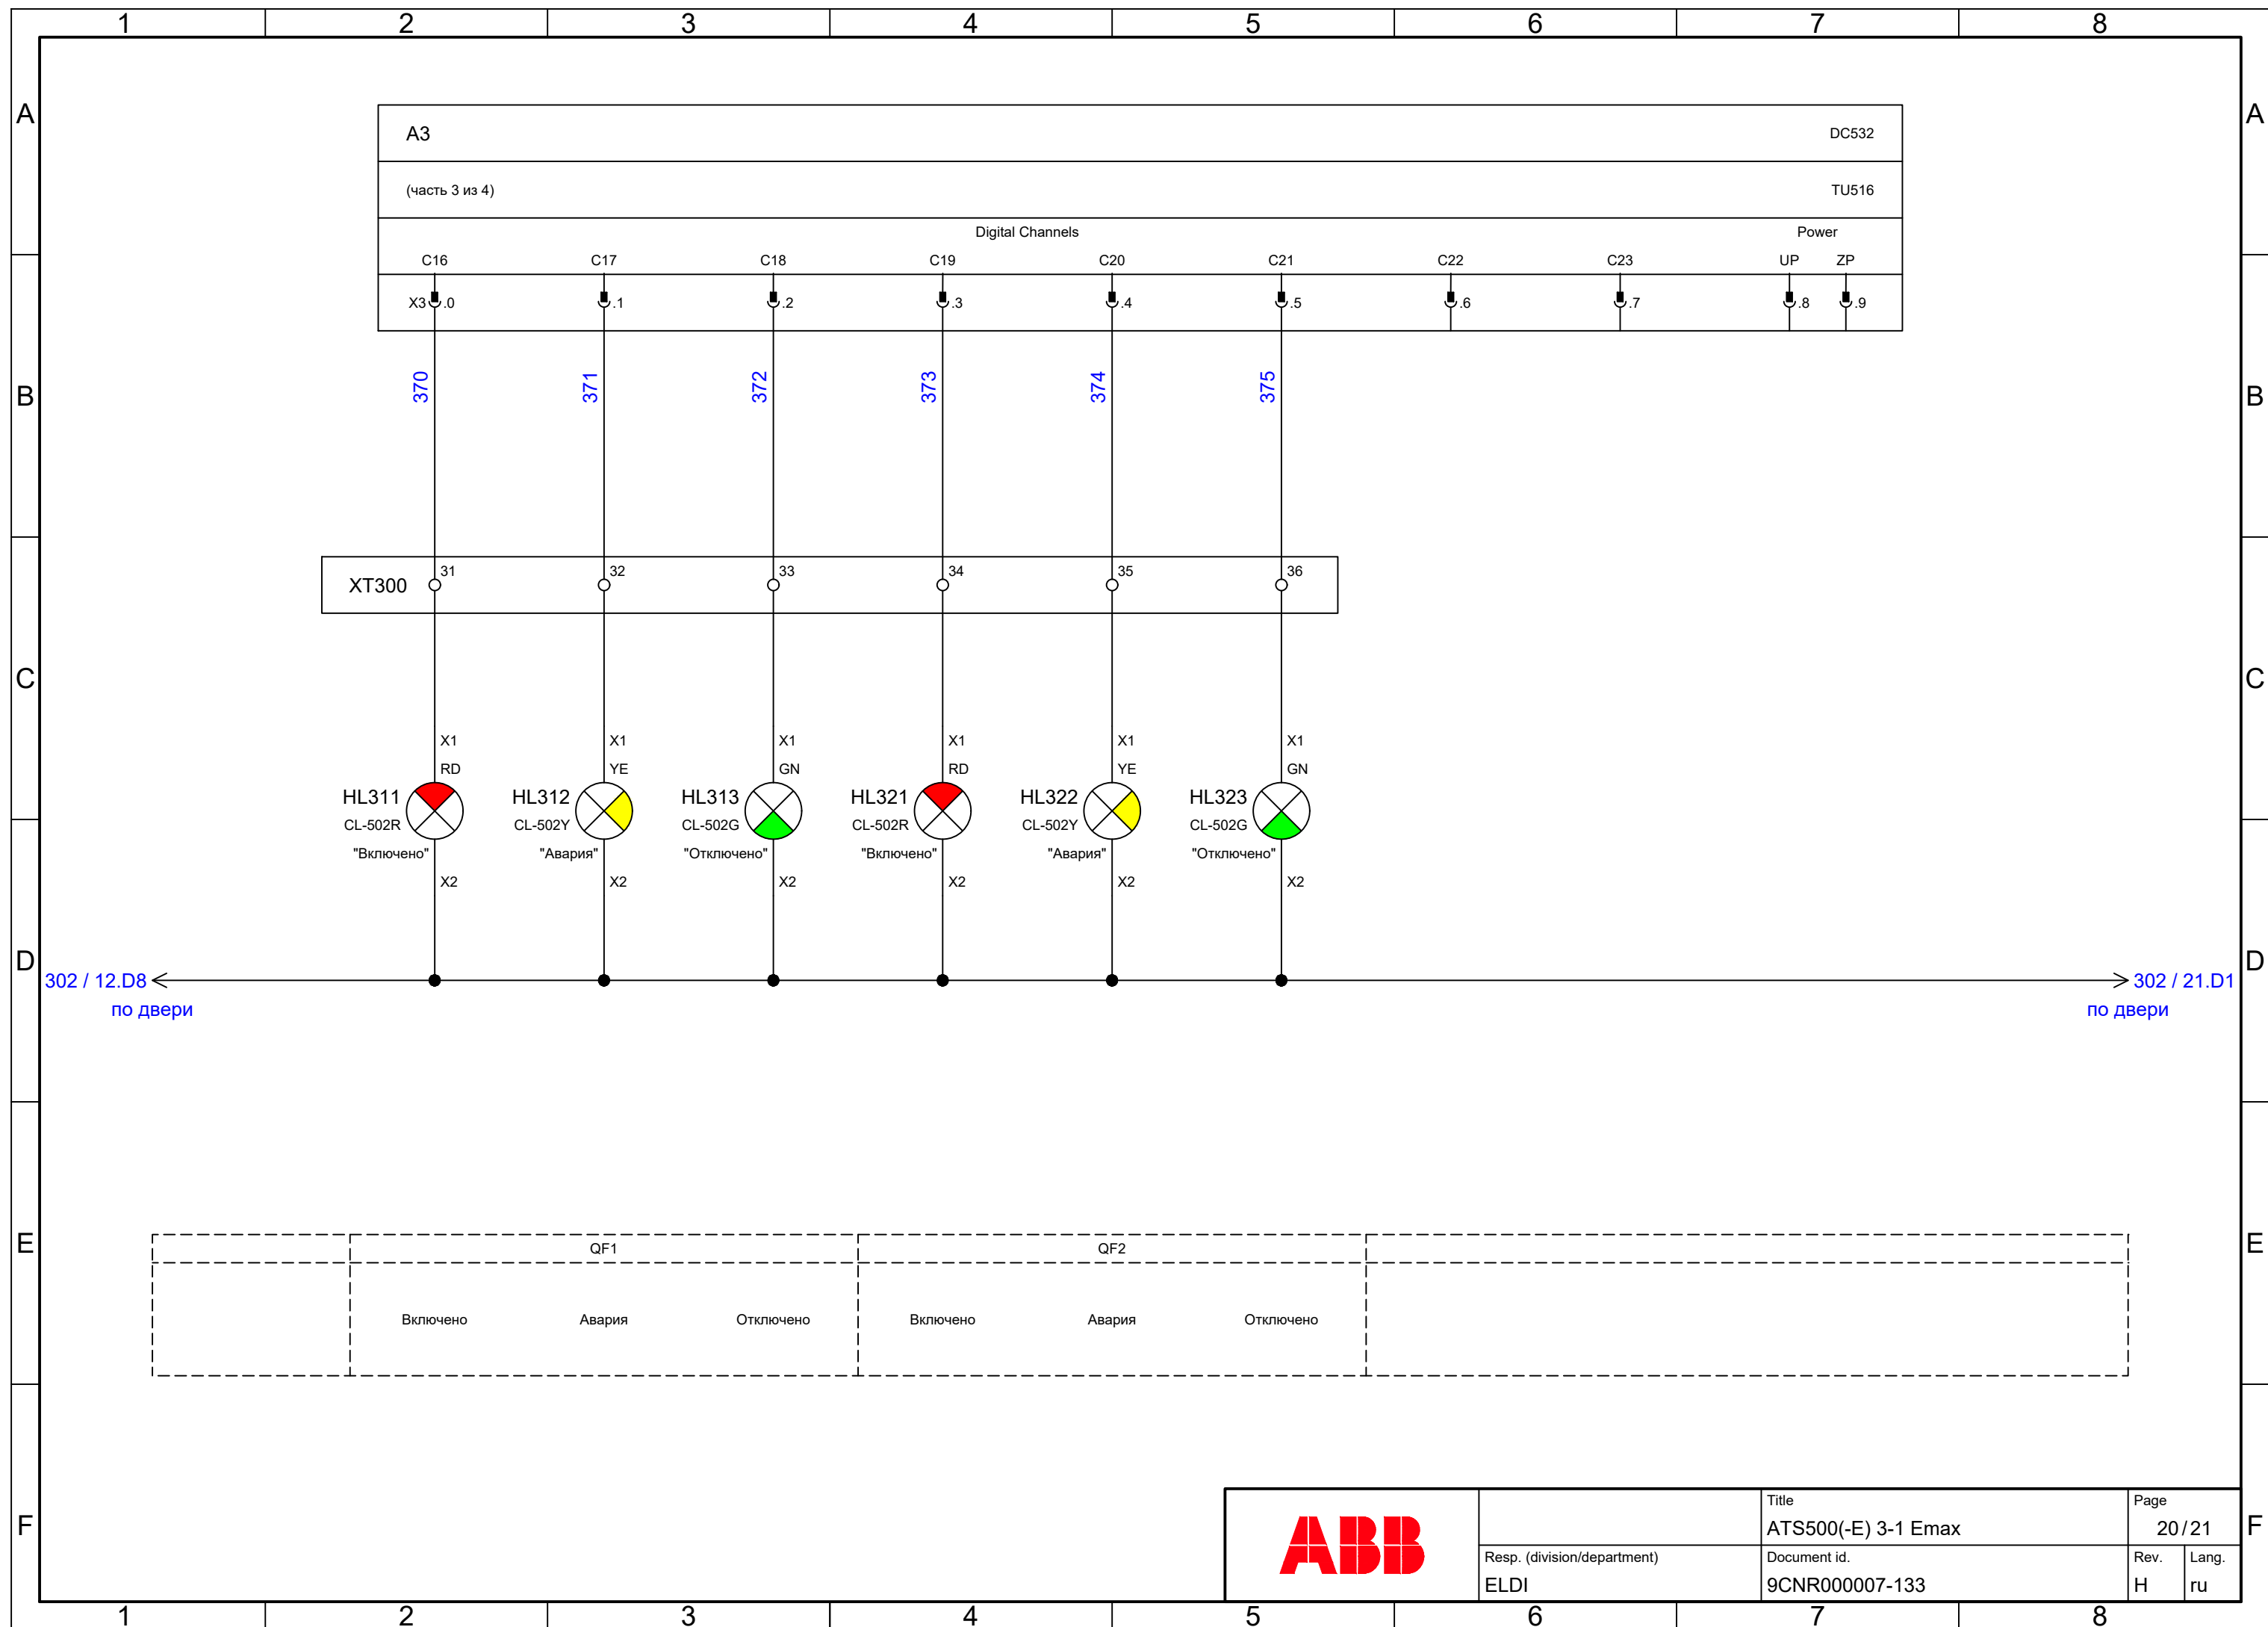 1 2 3 4 5 6 7 8
A A
A3 DC532
(часть 3 из 4) TU516
Digital Channels Power
C16 C17 C18 C19 C20 C21 C22 C23 UP ZP
X3 .0 .1 .2 .3 .4 .5 .6 .7 .8 .9
370 371 372 373 374 375
B B
31 32 33 34 35 36
XT300
C C
X1 X1 X1 X1 X1 X1
RD YE GN RD YE GN
HL311 HL312 HL313 HL321 HL322 HL323
CL-502R CL-502Y CL-502G CL-502R CL-502Y CL-502G
"Включено" "Авария" "Отключено" "Включено" "Авария" "Отключено"
X2 X2 X2 X2 X2 X2
D D
302 / 12.D8 302 / 21.D1
по двери по двери
E E
QF1 QF2
Включено Авария Отключено Включено Авария Отключено
F F
ABB
Title Page
ATS500(-E) 3-1 Emax 20/21
Resp. (division/department) Document id. Rev. Lang.
ELDI 9CNR000007-133 H ru
1 2 3 4 5 6 7 8